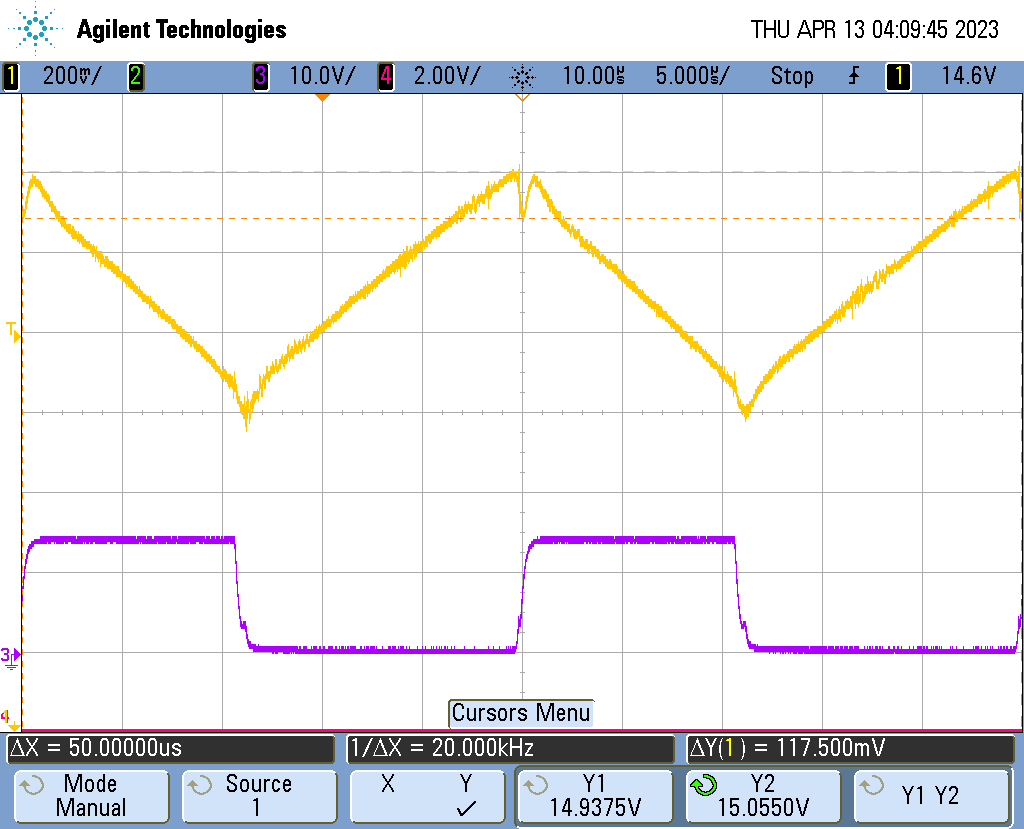 Agilent Technologies
THU APR 13 04:09:45 2023
1 200mV/ 2 3 10.0V/ 4 2.00V/ 10.00us 5.000us/ Stop 1 14.6V
T
3
4
Cursors Menu
ΔX = 50.00000us
1/ΔX = 20.000kHz
ΔY(1) = 117.500mV
Mode
Manual
Source
1
X Y
Y1
14.9375V
Y2
15.0550V
Y1 Y2